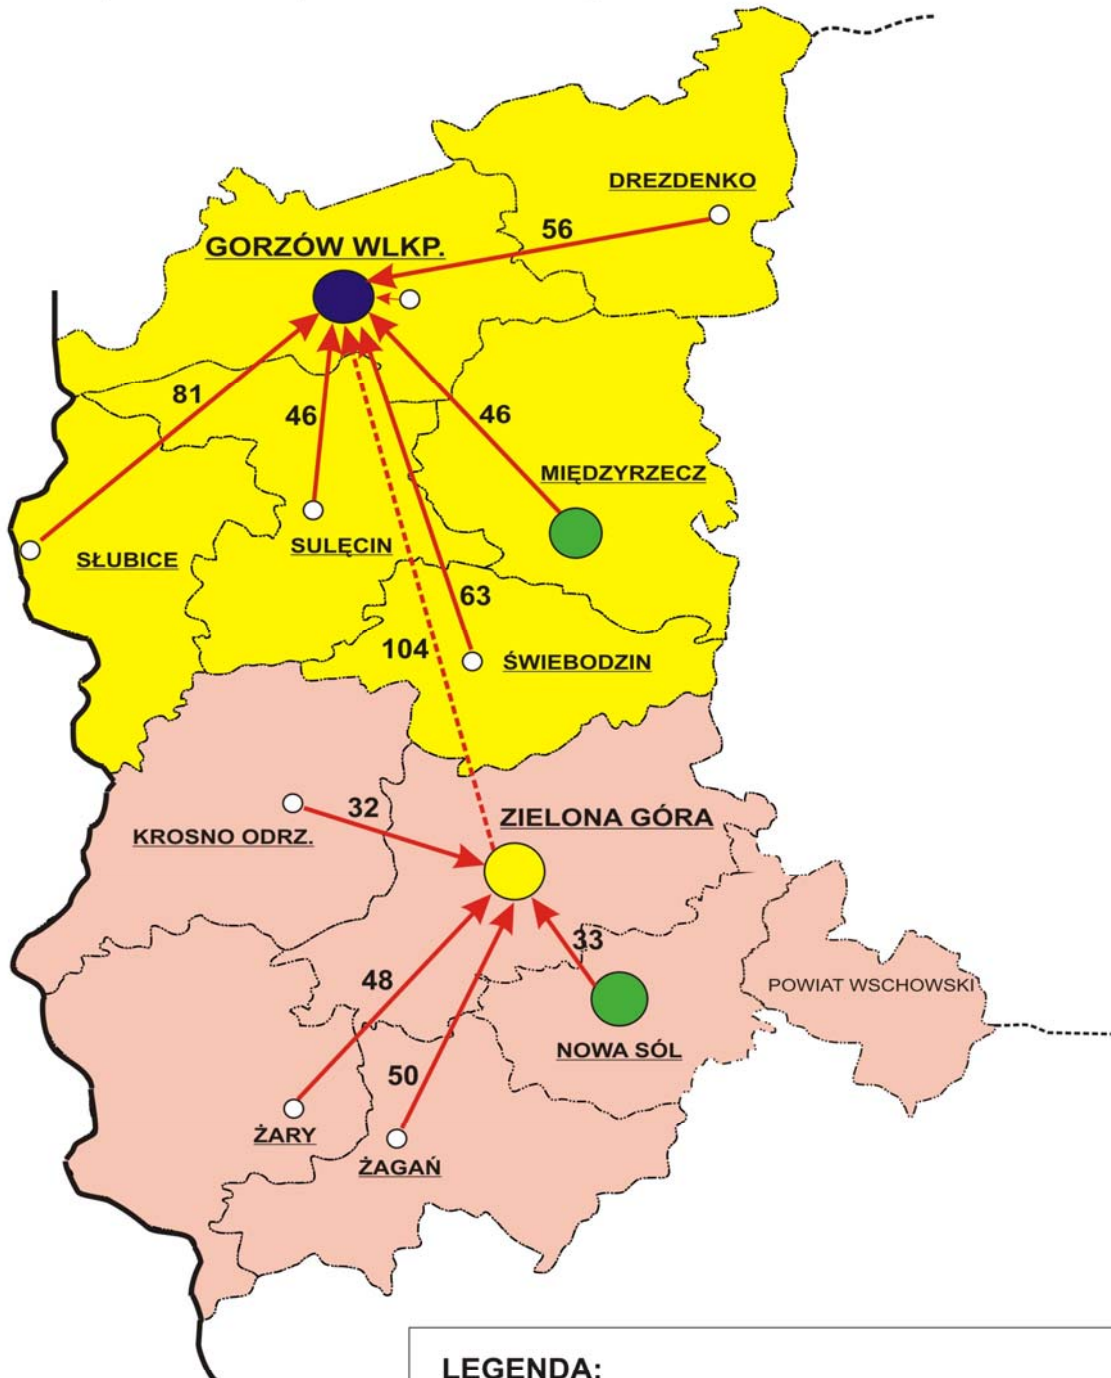 DREZDENKO
56
GORZÓW WLKP.
81
46
46
MIĘDZYRZECZ
SULĘCIN
SŁUBICE
63
104
ŚWIEBODZIN
32
ZIELONA GÓRA
KROSNO ODRZ.
33
48
POWIAT WSCHOWSKI
NOWA SÓL
50
ŻARY
ŻAGAŃ
LEGENDA: